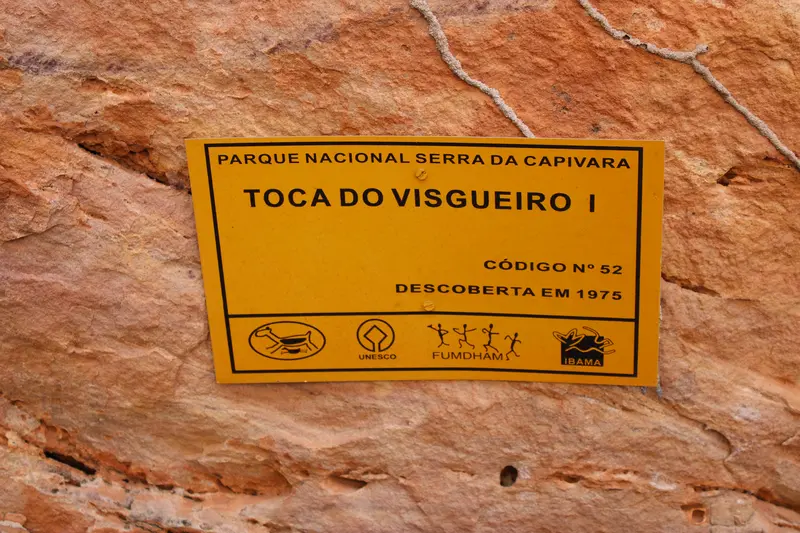 PARQUE NACIONAL SERRA DA CAPIVARA
TOCA DO VISGUEIRO I
CÓDIGO Nº 52
DESCOBERTA EM 1975
UNESCO
FUMDHAM
IBAMA